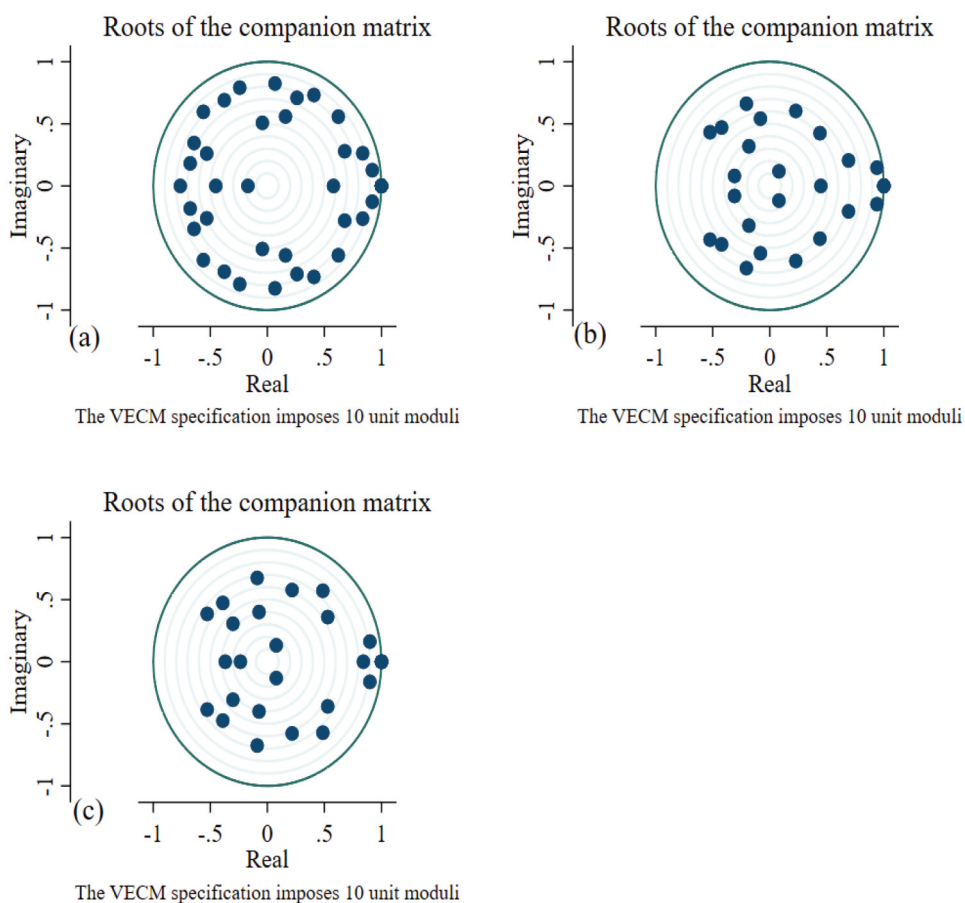 Roots of the companion matrix
1
.5
0
-.5
-1
Imaginary
(a)
-1 -.5 0 .5 1
Real
The VECM specification imposes 10 unit moduli
Roots of the companion matrix
1
.5
0
-.5
-1
Imaginary
(b)
-1 -.5 0 .5 1
Real
The VECM specification imposes 10 unit moduli
Roots of the companion matrix
1
.5
0
-.5
-1
Imaginary
(c)
-1 -.5 0 .5 1
Real
The VECM specification imposes 10 unit moduli